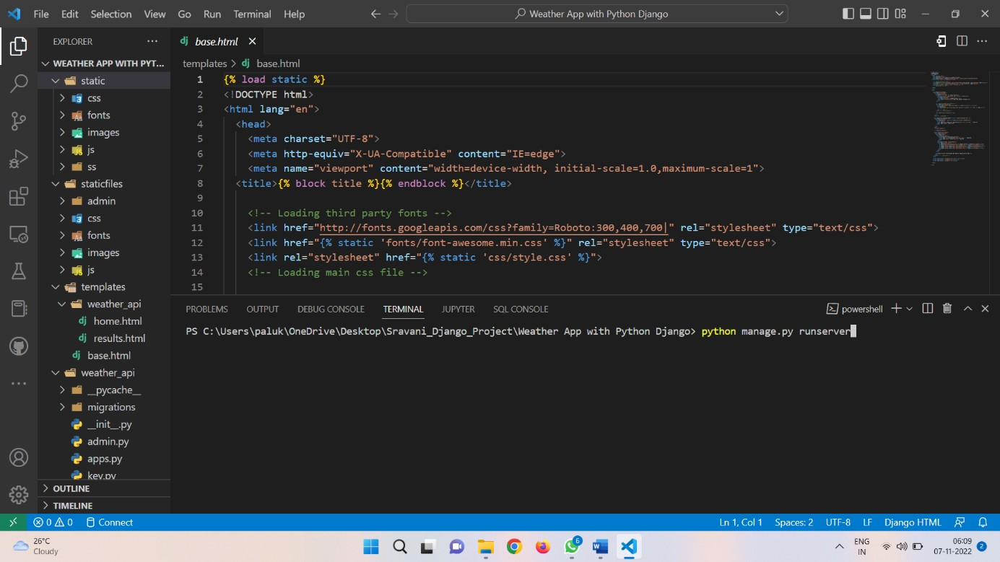 File Edit Selection View Go Run Terminal Help Weather App with Python Django
EXPLORER
WEATHER APP WITH PYT...
static
css
fonts
images
js
ss
staticfiles
admin
css
fonts
images
js
templates
weather_api
home.html
results.html
base.html
weather_api
__pycache__
migrations
__init__.py
admin.py
apps.py
key.py
OUTLINE
TIMELINE
base.html
templates > base.html
1 {% load static %}
2 <!DOCTYPE html>
3 <html lang="en">
4 <head>
5 <meta charset="UTF-8">
6 <meta http-equiv="X-UA-Compatible" content="IE=edge">
7 <meta name="viewport" content="width=device-width, initial-scale=1.0,maximum-scale=1">
8 <title>{% block title %}{% endblock %}</title>
9
10 <!-- Loading third party fonts -->
11 <link href="http://fonts.googleapis.com/css?family=Roboto:300,400,700|" rel="stylesheet" type="text/css">
12 <link href="{% static 'fonts/font-awesome.min.css' %}" rel="stylesheet" type="text/css">
13 <link rel="stylesheet" href="{% static 'css/style.css' %}">
14 <!-- Loading main css file -->
15
PROBLEMS OUTPUT DEBUG CONSOLE TERMINAL JUPYTER SQL CONSOLE powershell
PS C:\Users\paluk\OneDrive\Desktop\Sravani_Django_Project\Weather App with Python Django> python manage.py runserver
0 0 Connect Ln 1, Col 1 Spaces: 2 UTF-8 LF Django HTML
26°C
Cloudy
6
ENG
IN
06:09
07-11-2022
2